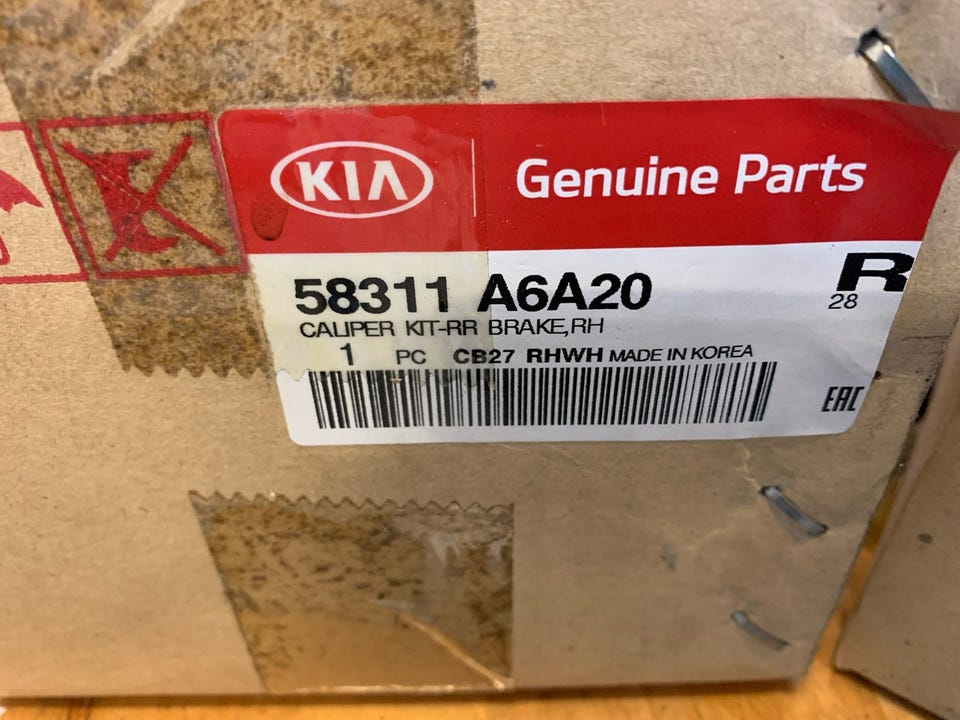 KIA Genuine Parts
58311 A6A20 R
CALIPER KIT-RR BRAKE,RH 28
1 PC CB27 RHWH MADE IN KOREA
EAC